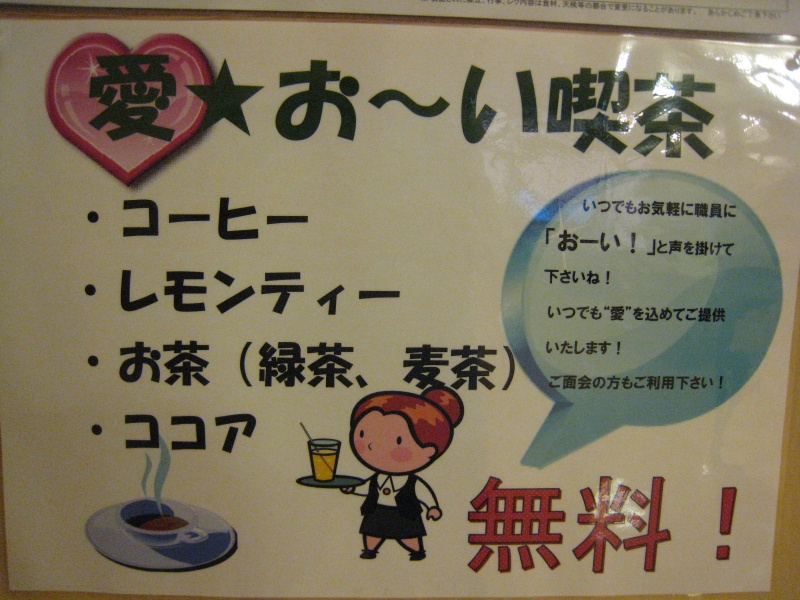 愛★お〜い喫茶
・コーヒー
・レモンティー
・お茶（緑茶、麦茶）
・ココア
いつでもお気軽に職員に
「おーい！」と声を掛けて
下さいね！
いつでも“愛”を込めてご提供
いたします！
ご面会の方もご利用下さい！
無料！